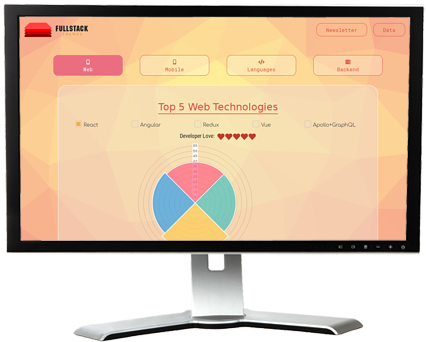 FULLSTACK
Newsletter
Data
Web
Mobile
Languages
Backend
Top 5 Web Technologies
React
Angular
Redux
Vue
Apollo+GraphQL
Developer Love: